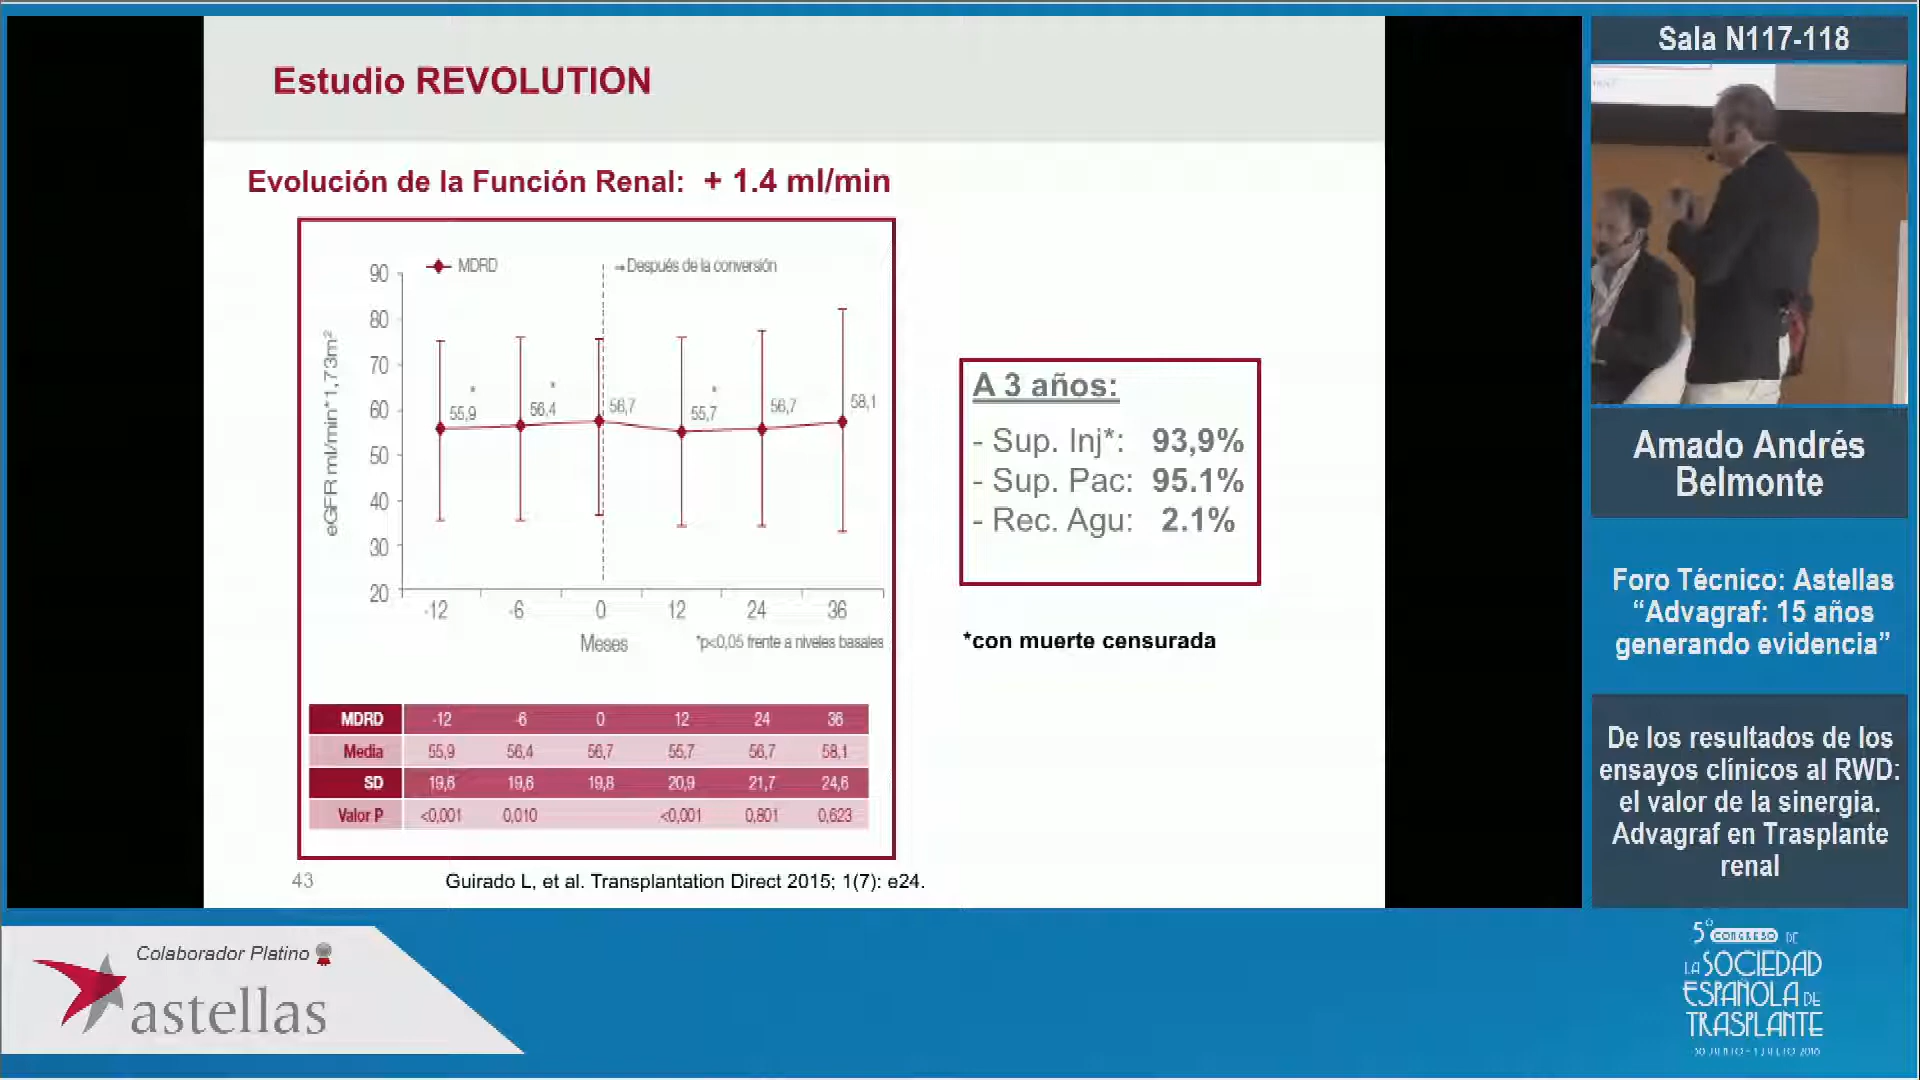 Estudio REVOLUTION
Evolución de la Función Renal: + 1.4 ml/min
MDRD
→Después de la conversión
eGFR ml/min*1,73m²
90
80
70
60
50
40
30
20
* * *
55,9 56,4 56,7 55,7 56,7 58,1
-12 -6 0 12 24 36
Meses
*p<0,05 frente a niveles basales
MDRD -12 -6 0 12 24 36
Media 55,9 56,4 56,7 55,7 56,7 58,1
SD 19,6 19,6 19,8 20,9 21,7 24,6
Valor P <0,001 0,010 <0,001 0,801 0,623
A 3 años:
- Sup. Inj*: 93,9%
- Sup. Pac: 95.1%
- Rec. Agu: 2.1%
*con muerte censurada
43
Guirado L, et al. Transplantation Direct 2015; 1(7): e24.
Sala N117-118
Amado Andrés
Belmonte
Foro Técnico: Astellas
“Advagraf: 15 años
generando evidencia”
De los resultados de los
ensayos clínicos al RWD:
el valor de la sinergia.
Advagraf en Trasplante
renal
Colaborador Platino
astellas
5º CONGRESO DE
LA SOCIEDAD
ESPAÑOLA DE
TRASPLANTE